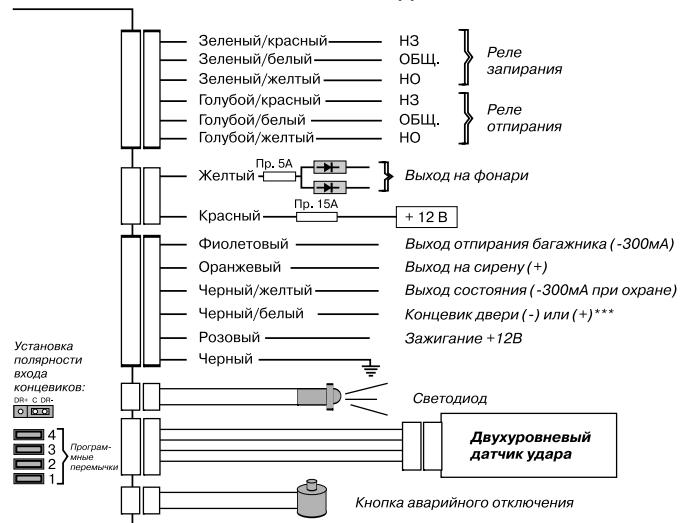 Зеленый/красный НЗ
Зеленый/белый ОБЩ.
Зеленый/желтый НО
Реле
запирания
Голубой/красный НЗ
Голубой/белый ОБЩ.
Голубой/желтый НО
Реле
отпирания
Желтый Пр. 5А Выход на фонари
Красный Пр. 15А + 12 В
Фиолетовый Выход отпирания багажника (-300мА)
Оранжевый Выход на сирену (+)
Черный/желтый Выход состояния (-300мА при охране)
Черный/белый Концевик двери (-) или (+)***
Розовый Зажигание +12В
Черный
Установка
полярности
входа
концевиков:
DR+ C DR-
Светодиод
4
3
2
1
Програм-
мные
перемычки
Двухуровневый
датчик удара
Кнопка аварийного отключения